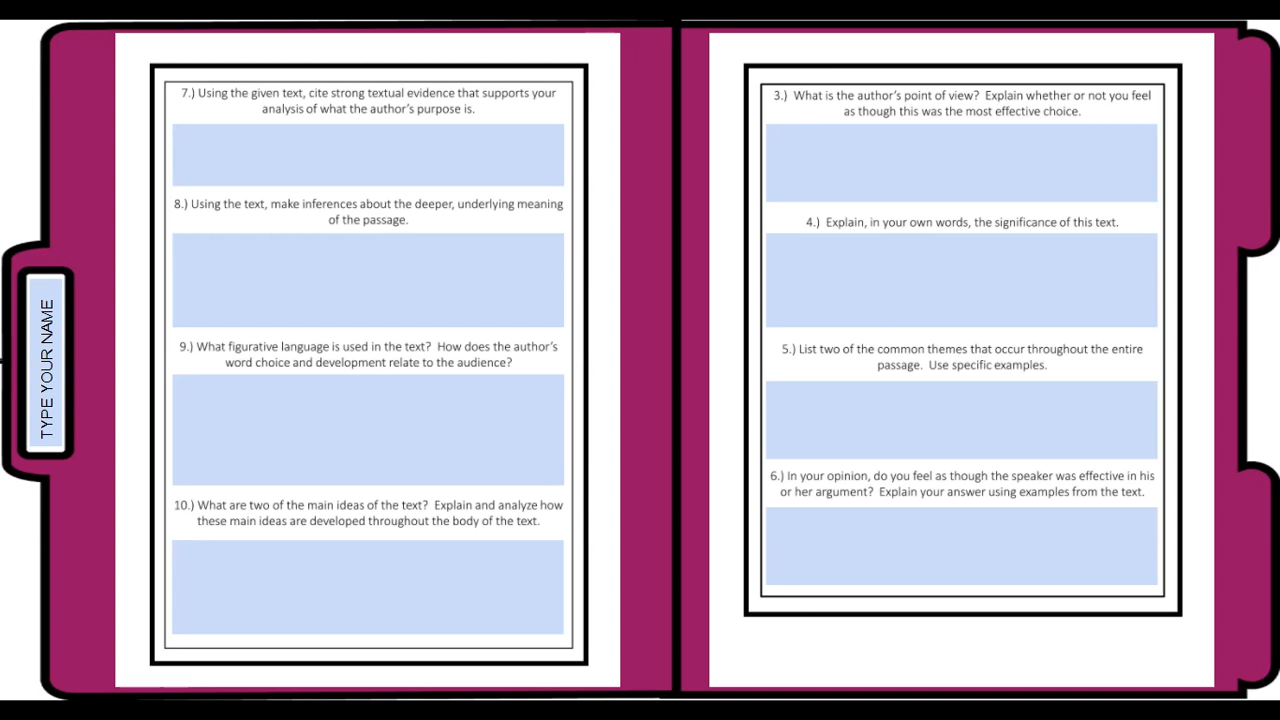 TYPE YOUR NAME
7.) Using the given text, cite strong textual evidence that supports your
analysis of what the author’s purpose is.
8.) Using the text, make inferences about the deeper, underlying meaning
of the passage.
9.) What figurative language is used in the text?  How does the author’s
word choice and development relate to the audience?
10.) What are two of the main ideas of the text?  Explain and analyze how
these main ideas are developed throughout the body of the text.
3.)  What is the author’s point of view?  Explain whether or not you feel
as though this was the most effective choice.
4.)  Explain, in your own words, the significance of this text.
5.) List two of the common themes that occur throughout the entire
passage.  Use specific examples.
6.) In your opinion, do you feel as though the speaker was effective in his
or her argument?  Explain your answer using examples from the text.